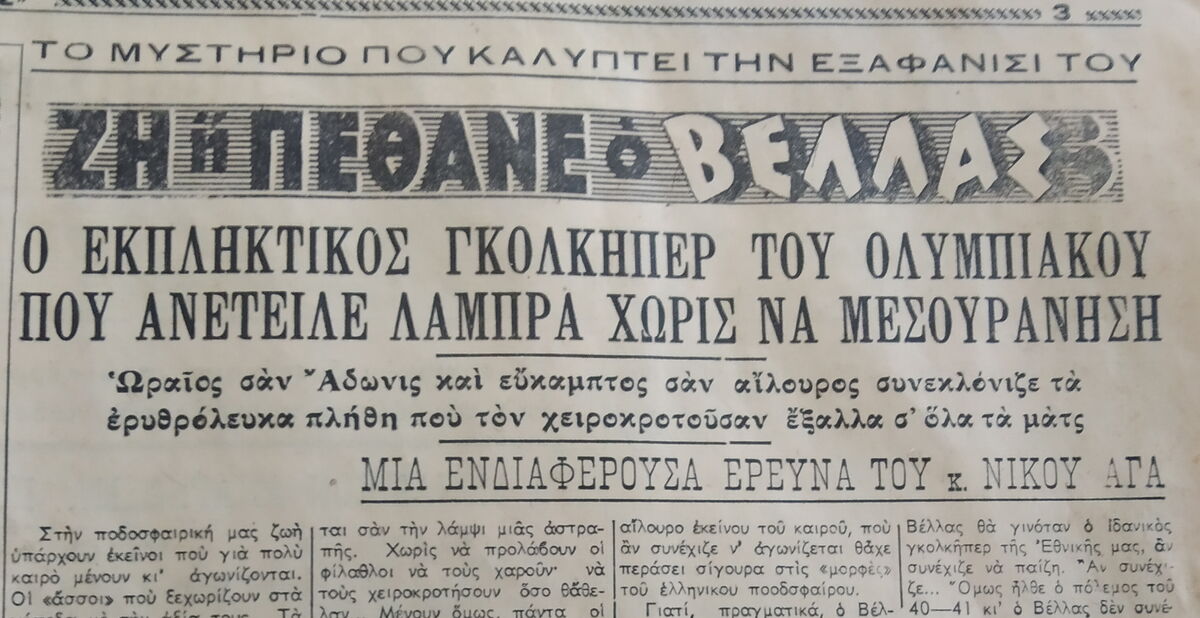 3
ΤΟ ΜΥΣΤΗΡΙΟ ΠΟΥ ΚΑΛΥΠΤΕΙ ΤΗΝ ΕΞΑΦΑΝΙΣΙ ΤΟΥ
ΖΗ ἢ ΠΕΘΑΝΕ ὁ ΒΕΛΛΑΣ
Ο ΕΚΠΛΗΚΤΙΚΟΣ ΓΚΟΛΚΗΠΕΡ ΤΟΥ ΟΛΥΜΠΙΑΚΟΥ
ΠΟΥ ΑΝΕΤΕΙΛΕ ΛΑΜΠΡΑ ΧΩΡΙΣ ΝΑ ΜΕΣΟΥΡΑΝΗΣΗ
Ὡραῖος σὰν Ἄδωνις καὶ εὔκαμπτος σὰν αἴλουρος συνεκλόνιζε τὰ
ἐρυθρόλευκα πλήθη ποὺ τὸν χειροκροτοῦσαν ἔξαλλα σ' ὅλα τὰ μὰτς
ΜΙΑ ΕΝΔΙΑΦΕΡΟΥΣΑ ΕΡΕΥΝΑ ΤΟΥ κ. ΝΙΚΟΥ ΑΓΑ
Στὴν ποδοσφαιρική μας ζωὴ
ὑπάρχουν ἐκεῖνοι ποὺ γιὰ πολὺ
καιρὸ μένουν κι' ἀγωνίζονται.
Οἱ «ἄσσοι» ποὺ ξεχωρίζουν στὰ
ται σὰν τὴν λάμψι μιᾶς ἀστρα-
πῆς. Χωρὶς νὰ προλάβουν οἱ
φίλαθλοι νὰ τοὺς χαροῦν· νὰ
τοὺς χειροκροτήσουν ὅσο θἄθε-
λαν. Μένουν ὅμως, πάντα οἱ
αἴλουρο ἐκείνου τοῦ καιροῦ, ποὺ
ἂν συνέχιζε ν' ἀγωνίζεται θἄχε
περάσει σίγουρα στὶς «μορφὲς»
τοῦ ἑλληνικου ποοδσφαίρου.
Γιατί, πραγματικά, ὁ Βέλ-
Βέλλας θὰ γινόταν ὁ Ἰδανικὸς
γκολκῆπερ τῆς Ἐθνικῆς μας, ἂν
συνέχιζε νὰ παίζη. Ἂν συνέχι-
ζε... Ὅμως ἦλθε ὁ πόλεμος τοῦ
40—41 κι' ὁ Βέλλας δὲν συνέ-